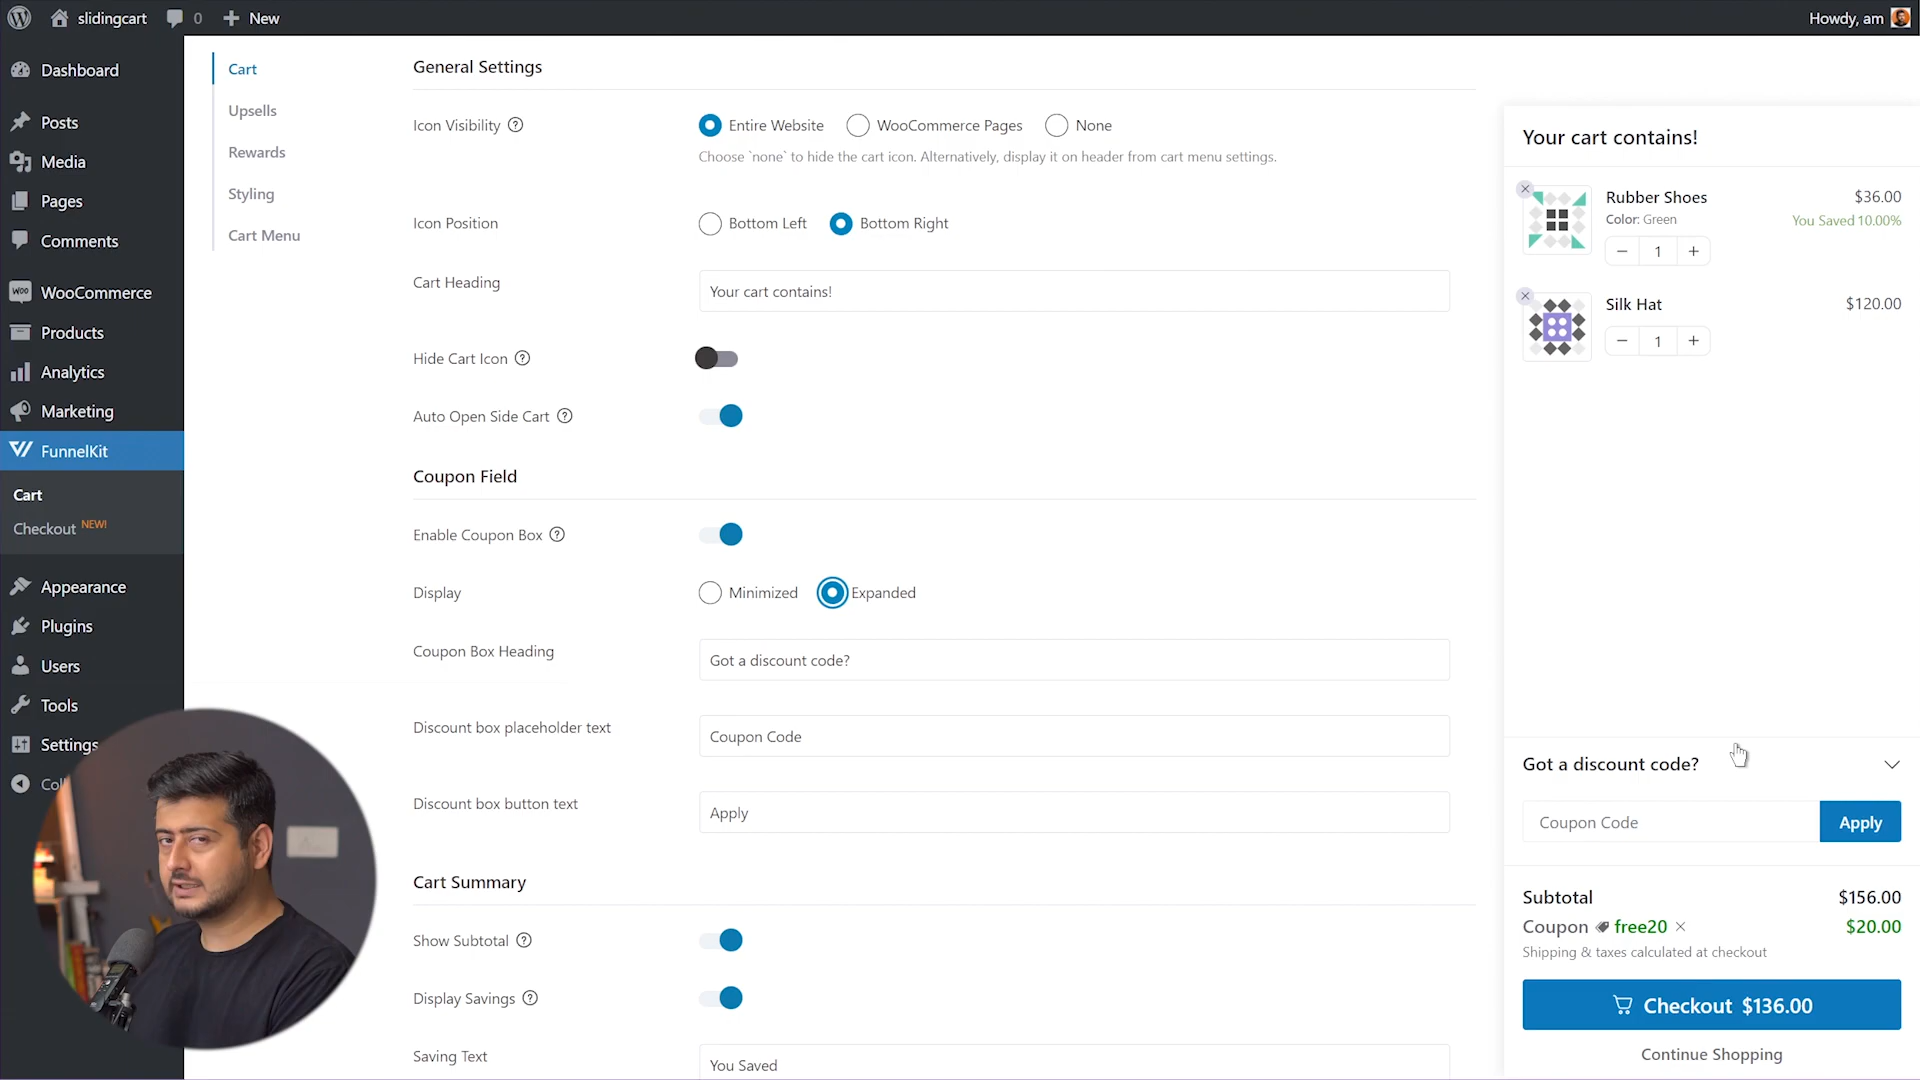 slidingcart
0
New
Howdy, am
Dashboard
Posts
Media
Pages
Comments
WOO
WooCommerce
Products
Analytics
Marketing
FunnelKit
Cart
Checkout NEW!
Appearance
Plugins
Users
Tools
Settings
Col
Cart
Upsells
Rewards
Styling
Cart Menu
General Settings
Icon Visibility ?
Entire Website
WooCommerce Pages
None
Choose `none` to hide the cart icon. Alternatively, display it on header from cart menu settings.
Icon Position
Bottom Left
Bottom Right
Cart Heading
Your cart contains!
Hide Cart Icon ?
Auto Open Side Cart ?
Coupon Field
Enable Coupon Box ?
Display
Minimized
Expanded
Coupon Box Heading
Got a discount code?
Discount box placeholder text
Coupon Code
Discount box button text
Apply
Cart Summary
Show Subtotal ?
Display Savings ?
Saving Text
You Saved
Your cart contains!
Rubber Shoes $36.00
Color: Green You Saved 10.00%
− 1 +
Silk Hat $120.00
− 1 +
Got a discount code?
Coupon Code Apply
Subtotal $156.00
Coupon free20 × $20.00
Shipping & taxes calculated at checkout
Checkout $136.00
Continue Shopping